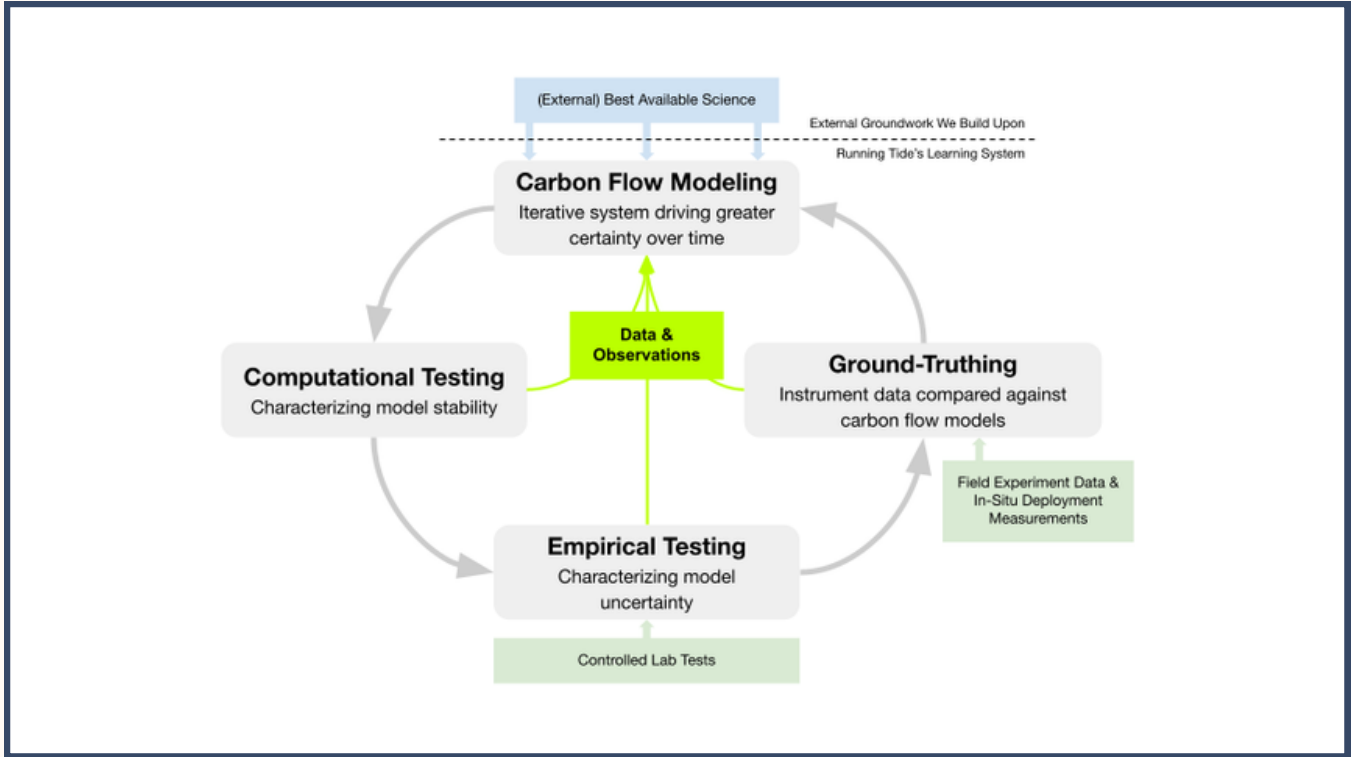 (External) Best Available Science
External Groundwork We Build Upon
Running Tide's Learning System
Carbon Flow Modeling
Iterative system driving greater
certainty over time
Data &
Observations
Computational Testing
Characterizing model stability
Ground-Truthing
Instrument data compared against
carbon flow models
Field Experiment Data &
In-Situ Deployment
Measurements
Empirical Testing
Characterizing model
uncertainty
Controlled Lab Tests